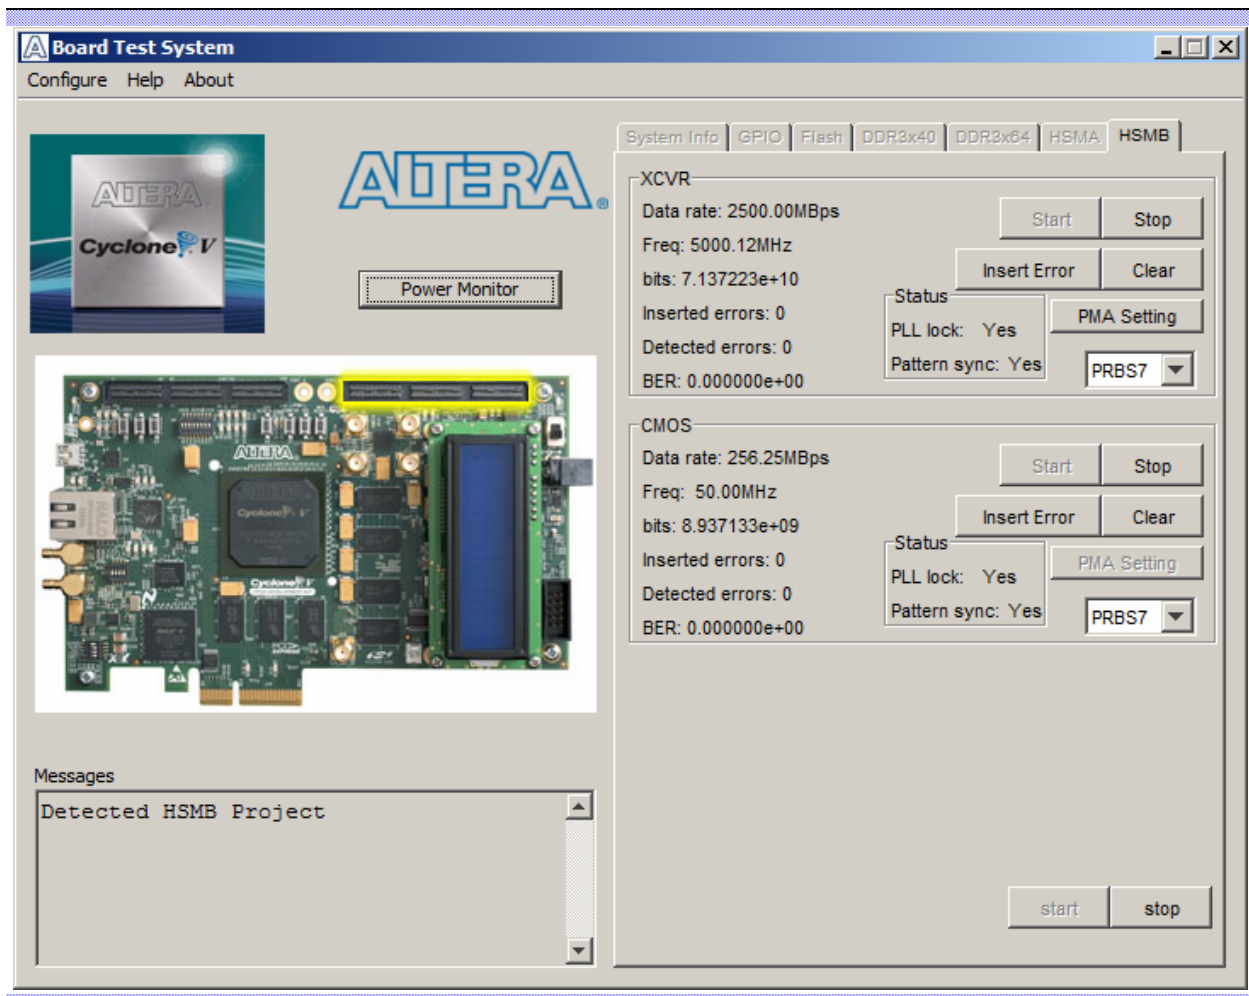 Board Test System
Configure Help About
ALTERA.
Cyclone V
ALTERA®
Power Monitor
ALTERA
Cyclone V
Cyclone V
PCI
EXPRESS
Messages
Detected HSMB Project
System Info GPIO Flash DDR3x40 DDR3x64 HSMA HSMB
XCVR
Data rate: 2500.00MBps
Start Stop
Freq: 5000.12MHz
Insert Error Clear
bits: 7.137223e+10
Status
Inserted errors: 0
PLL lock: Yes
PMA Setting
Detected errors: 0
Pattern sync: Yes
PRBS7
BER: 0.000000e+00
CMOS
Data rate: 256.25MBps
Start Stop
Freq: 50.00MHz
Insert Error Clear
bits: 8.937133e+09
Status
Inserted errors: 0
PLL lock: Yes
PMA Setting
Detected errors: 0
Pattern sync: Yes
PRBS7
BER: 0.000000e+00
start stop